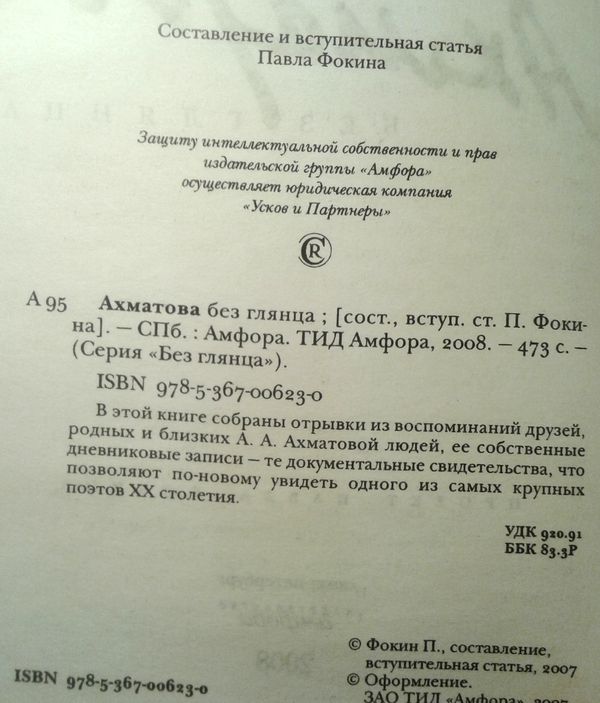 Составление и вступительная статья
Павла Фокина
Защиту интеллектуальной собственности и прав
издательской группы «Амфора»
осуществляет юридическая компания
«Усков и Партнеры»
А 95 Ахматова без глянца ; [сост., вступ. ст. П. Фоки-
на]. — СПб. : Амфора. ТИД Амфора, 2008. — 473 с. —
(Серия «Без глянца»).
ISBN 978-5-367-00623-0
В этой книге собраны отрывки из воспоминаний друзей,
родных и близких А. А. Ахматовой людей, ее собственные
дневниковые записи — те документальные свидетельства, что
позволяют по-новому увидеть одного из самых крупных
поэтов XX столетия.
УДК 920.91
ББК 83.3Р
© Фокин П., составление,
вступительная статья, 2007
© Оформление.
ЗАО ТИД «Амфора», 2007
ISBN 978-5-367-00623-0